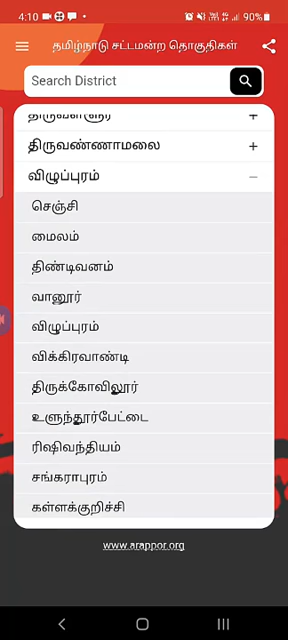 4:10
90%
தமிழ்நாடு சட்டமன்ற தொகுதிகள்
Search District
திருவள்ளூர் +
திருவண்ணாமலை +
விழுப்புரம் –
செஞ்சி
மைலம்
திண்டிவனம்
வானூர்
விழுப்புரம்
விக்கிரவாண்டி
திருக்கோவிலூர்
உளுந்தூர்பேட்டை
ரிஷிவந்தியம்
சங்கராபுரம்
கள்ளக்குறிச்சி
www.arappor.org